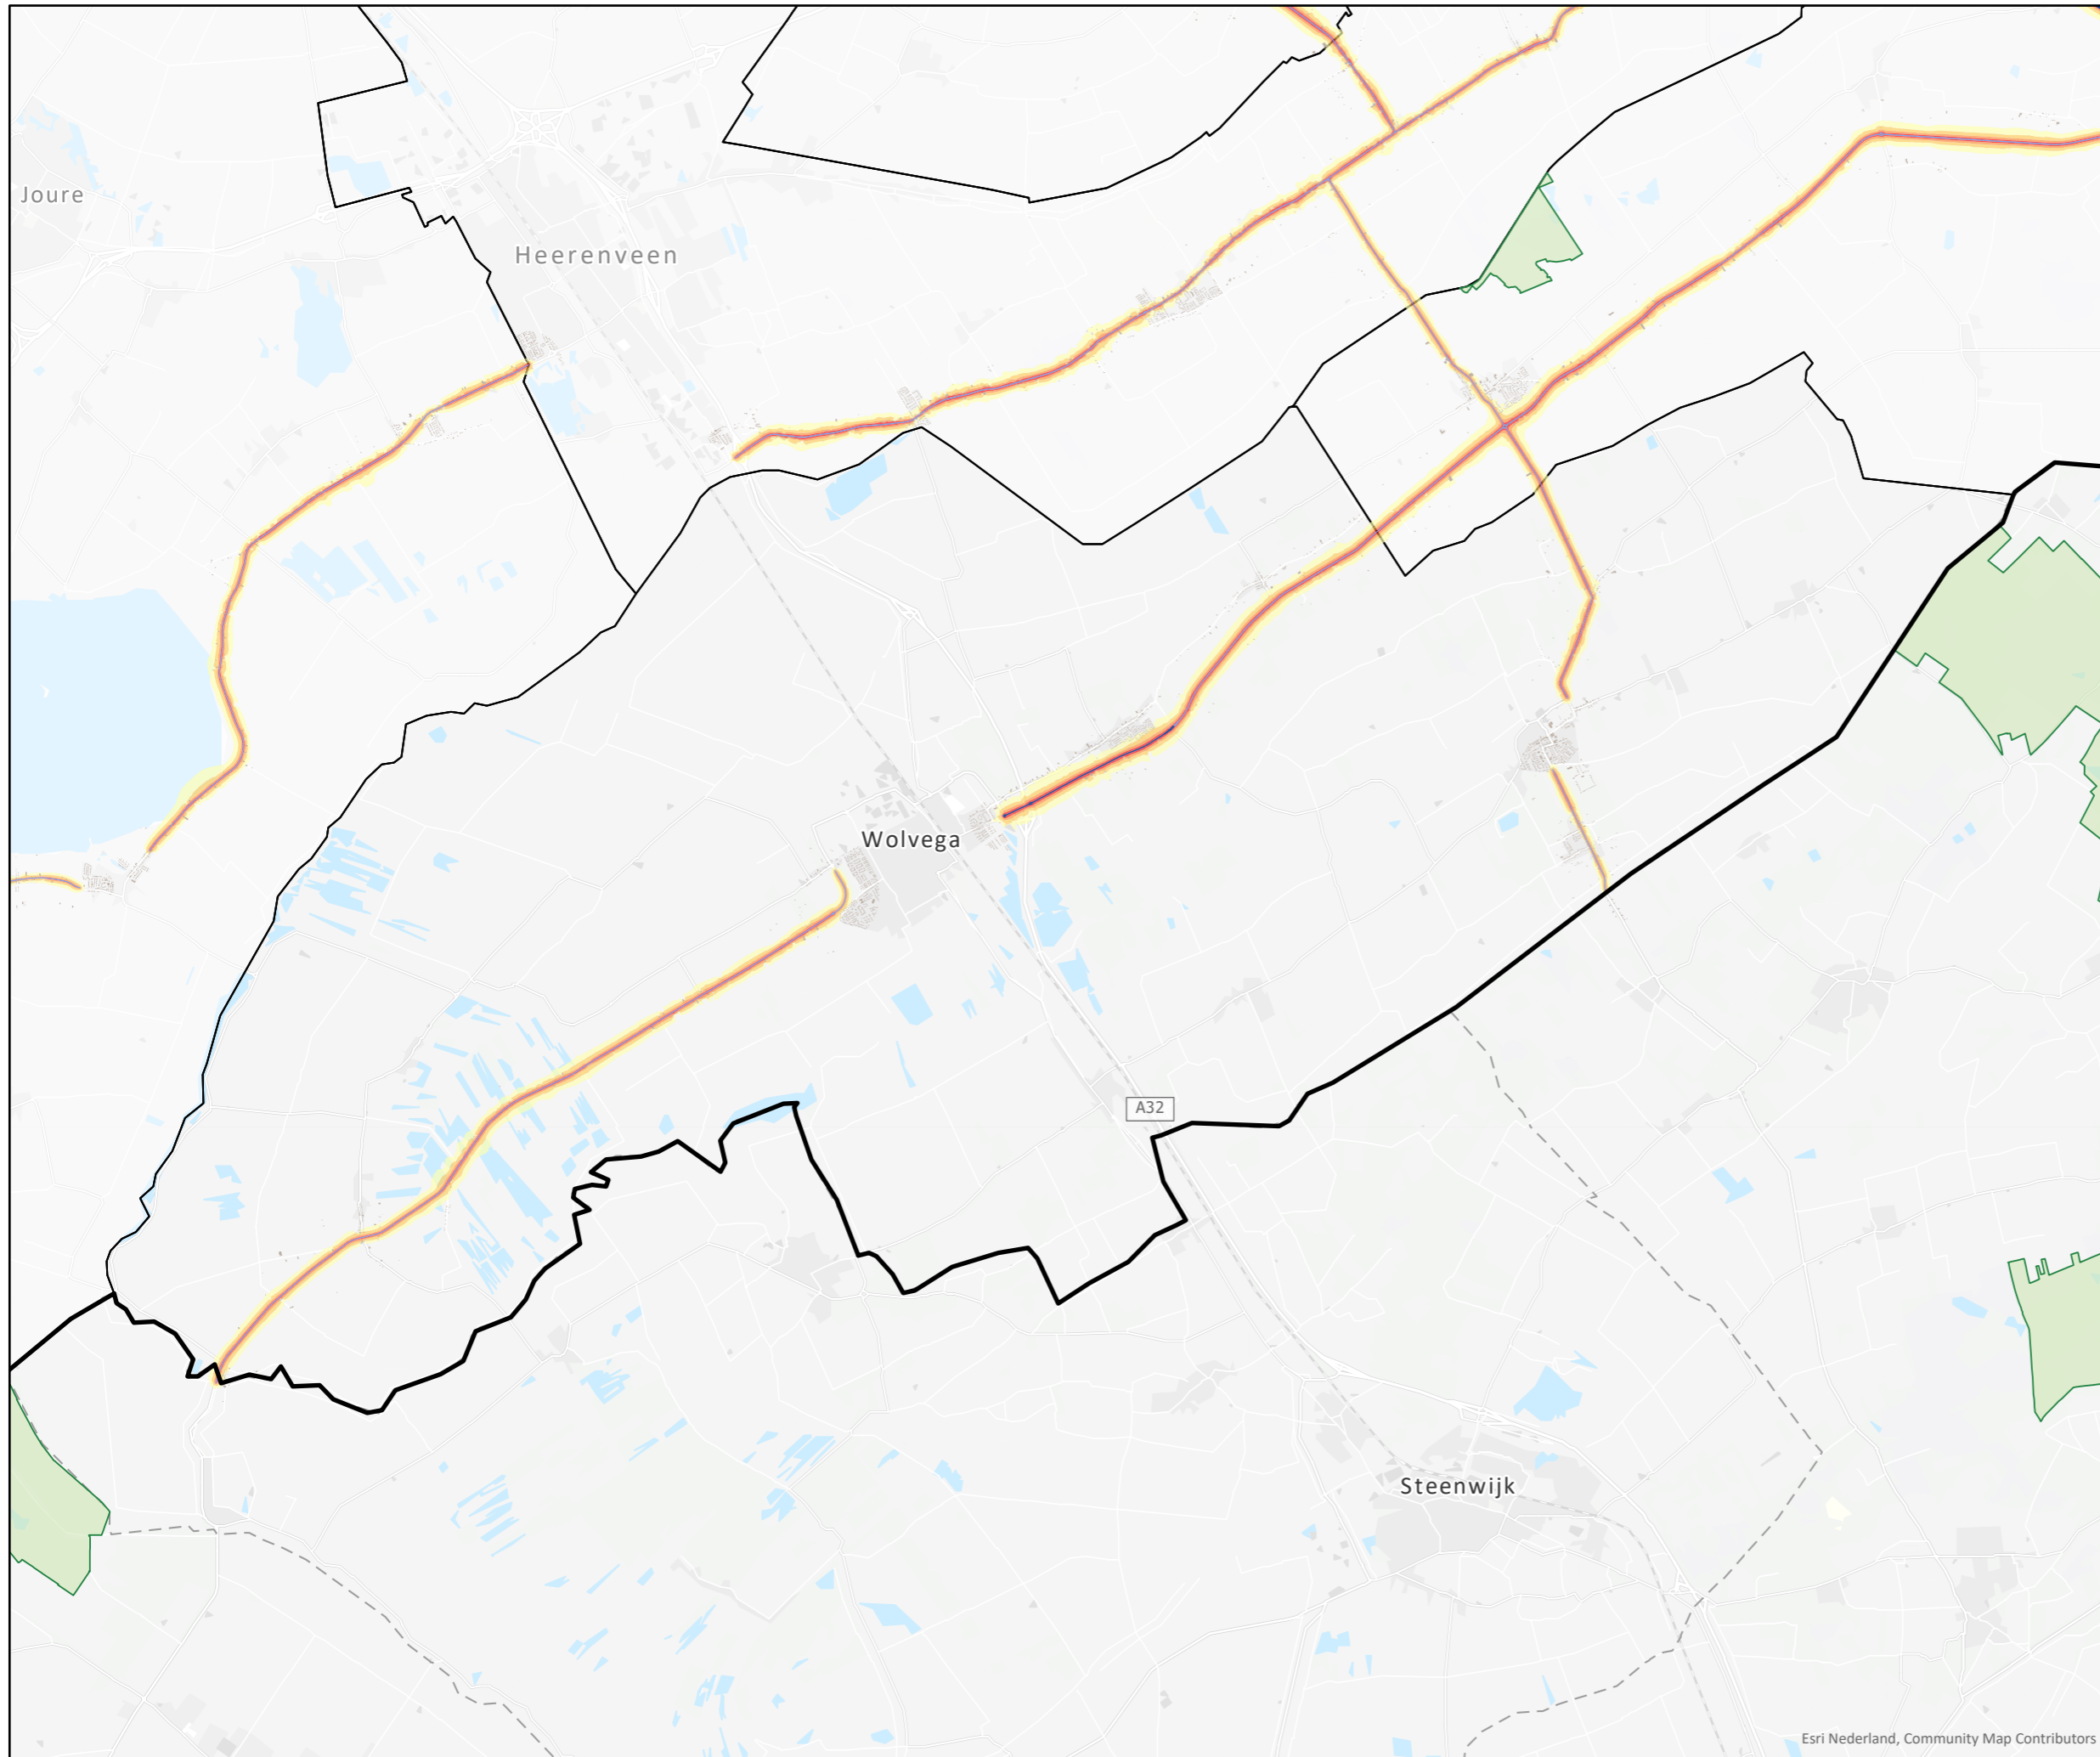 Joure
Heerenveen
Wolvega
A32
Steenwijk
Esri Nederland, Community Map Contributors